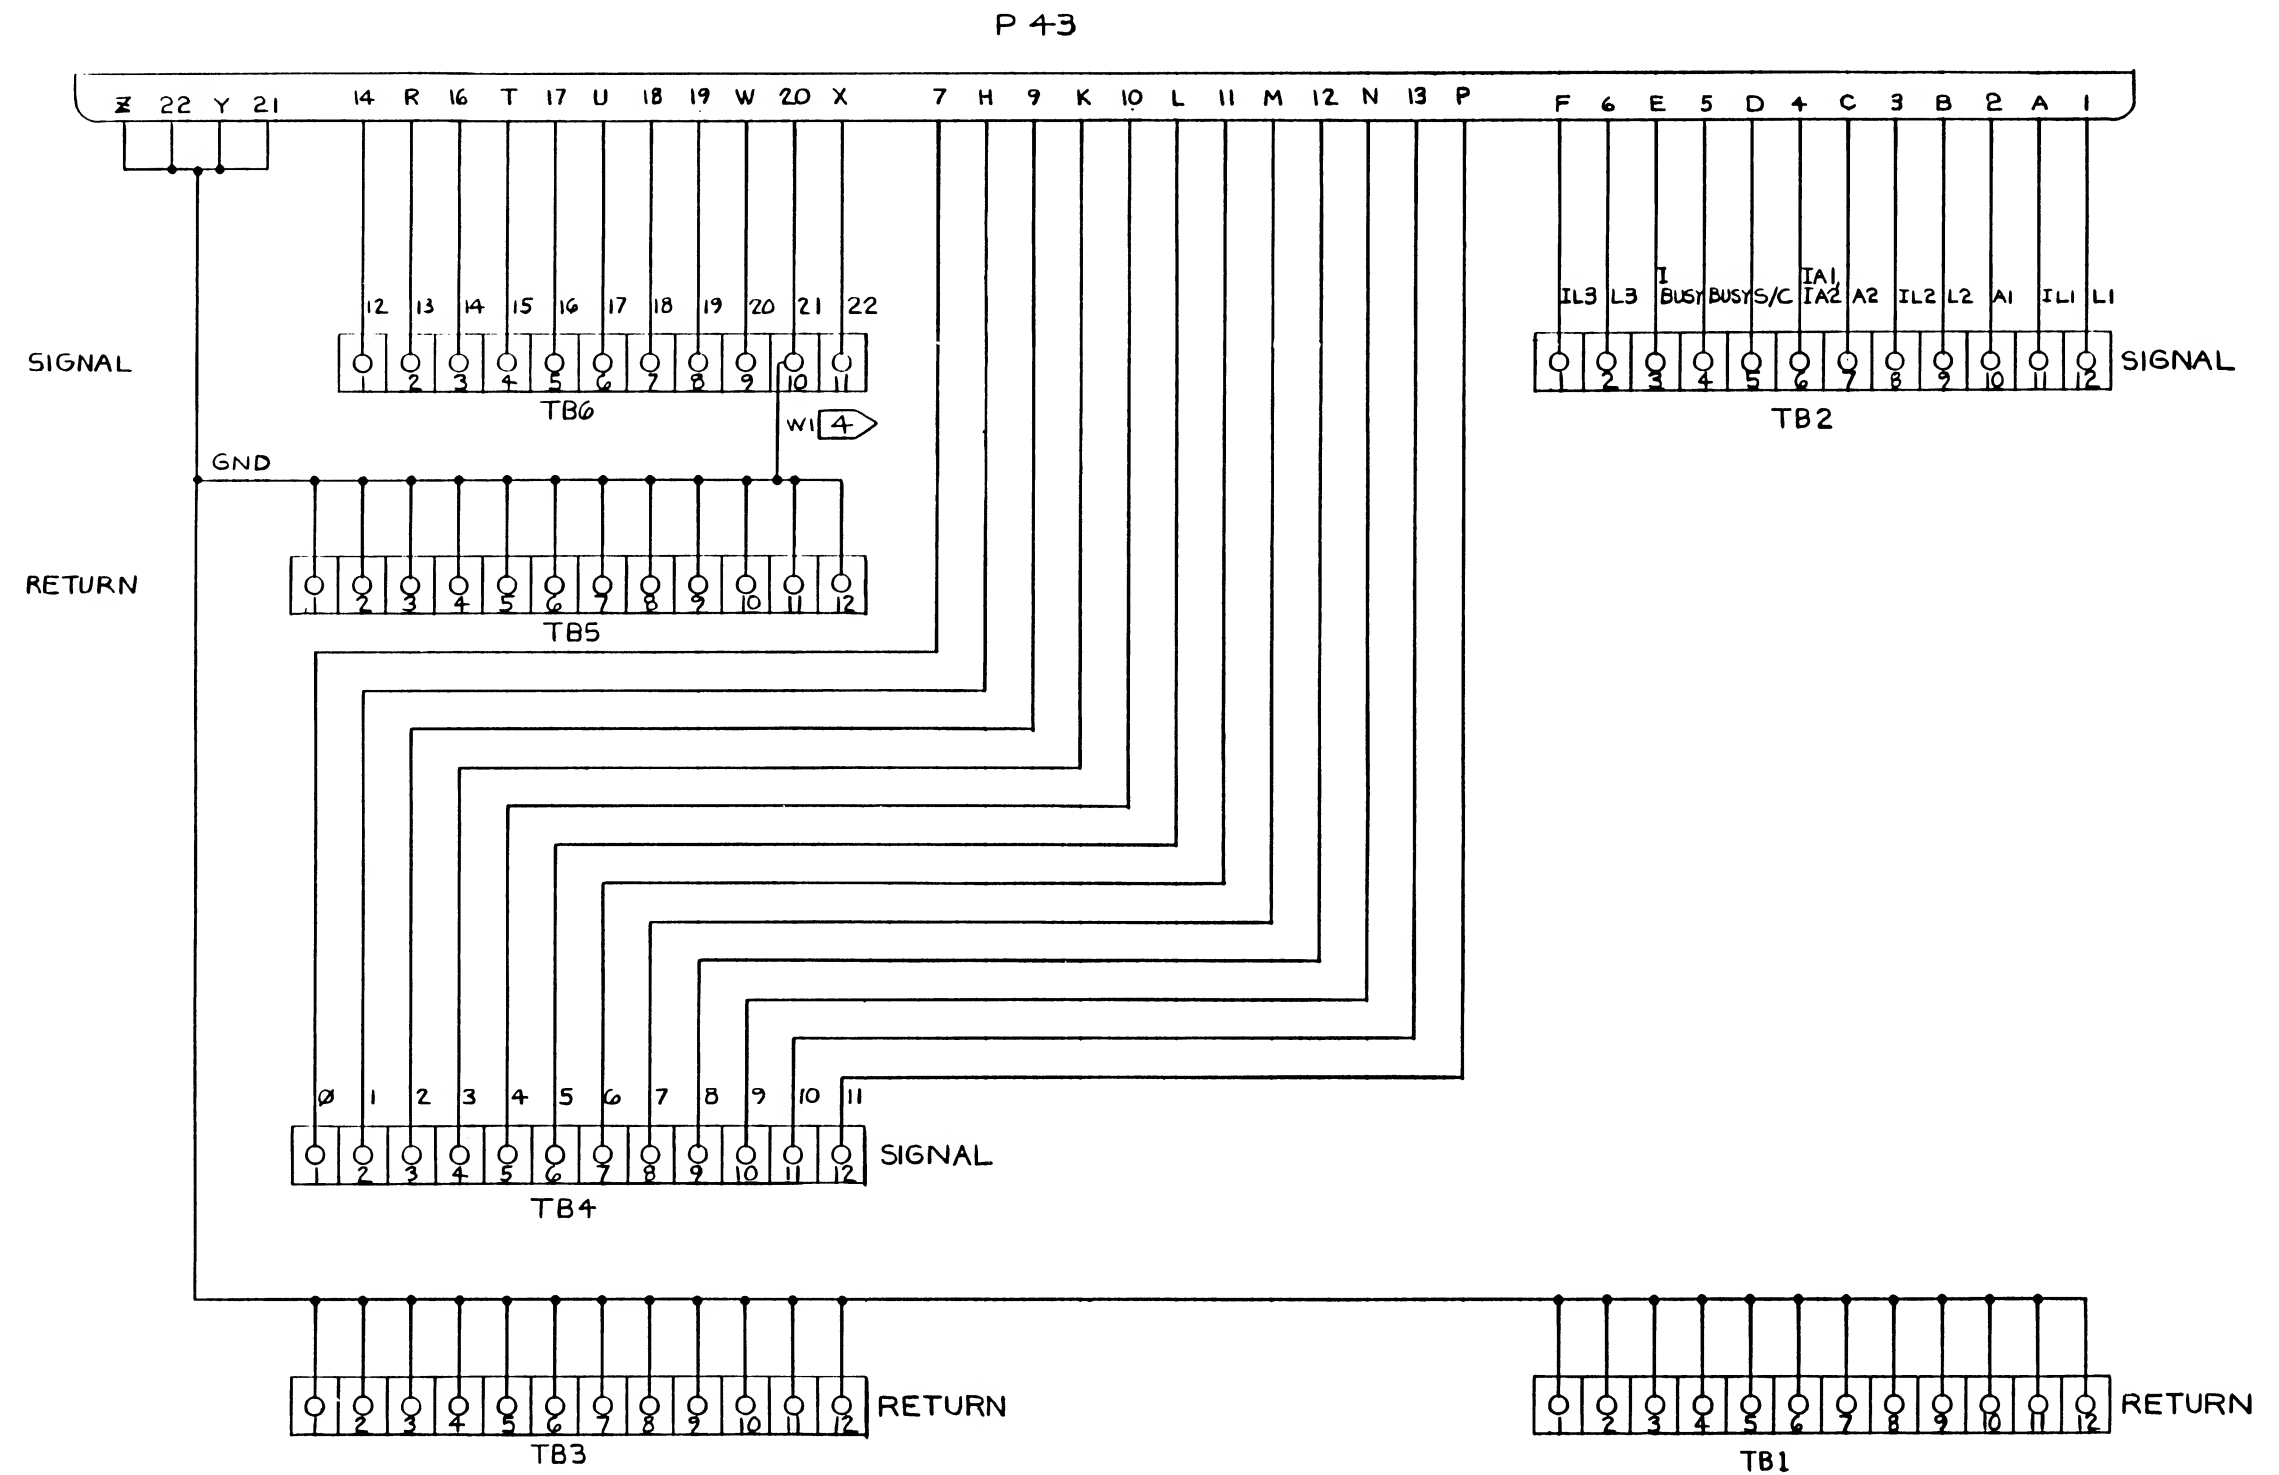 P 43
Z 22 Y 21 14 R 16 T 17 U 18 19 W 20 X 7 H 9 K 10 L 11 M 12 N 13 P F 6 E 5 D 4 C 3 B 2 A 1
I IA1,
IL3 L3 BUSY BUSY S/C IA2 A2 IL2 L2 A1 IL1 L1
12 13 14 15 16 17 18 19 20 21 22
SIGNAL
1 2 3 4 5 6 7 8 9 10 11
TB6
1 2 3 4 5 6 7 8 9 10 11 12
SIGNAL
TB2
W1 4
GND
RETURN
1 2 3 4 5 6 7 8 9 10 11 12
TB5
Ø 1 2 3 4 5 6 7 8 9 10 11
1 2 3 4 5 6 7 8 9 10 11 12
SIGNAL
TB4
1 2 3 4 5 6 7 8 9 10 11 12
RETURN
TB3
1 2 3 4 5 6 7 8 9 10 11 12
RETURN
TB1